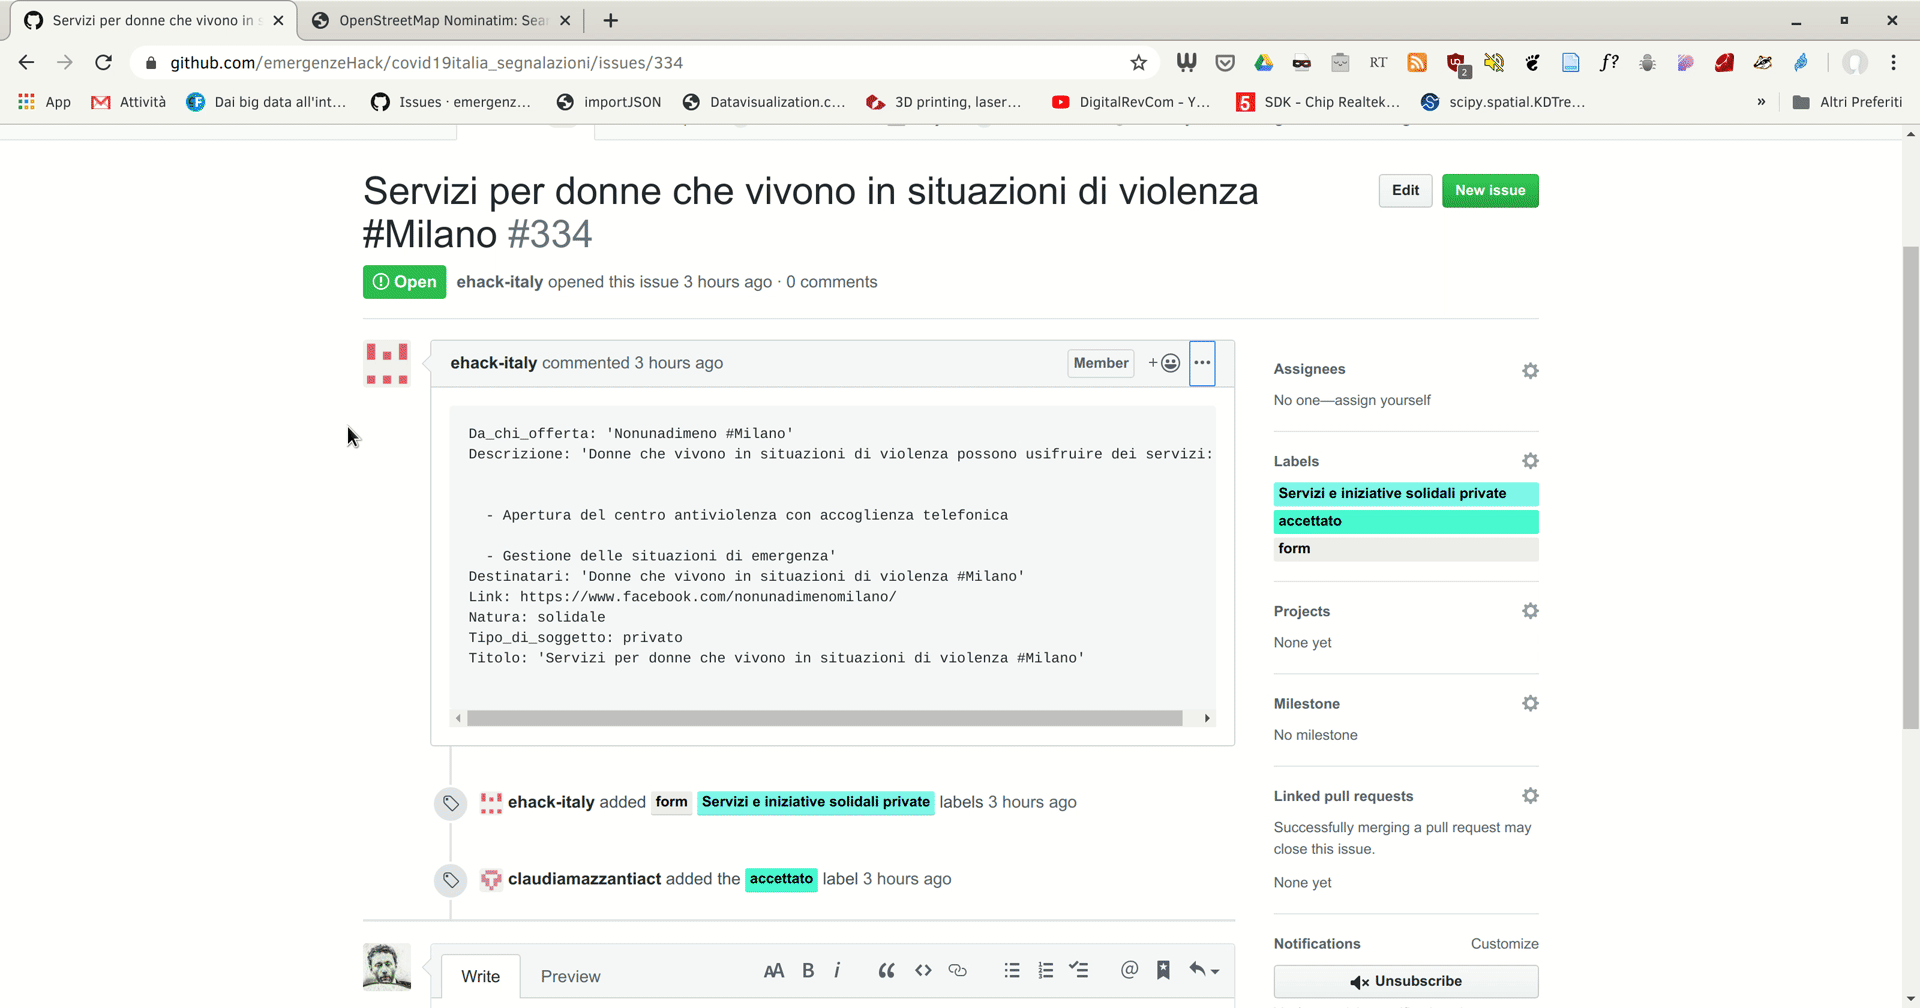 Servizi per donne che vivono in s
OpenStreetMap Nominatim: Sear
github.com/emergenzeHack/covid19italia_segnalazioni/issues/334
RT
2
f?
App
Attività
Dai big data all'int...
Issues · emergenz...
importJSON
Datavisualization.c...
3D printing, laser...
DigitalRevCom - Y...
5
SDK - Chip Realtek...
scipy.spatial.KDTre...
»
Altri Preferiti
Servizi per donne che vivono in situazioni di violenza
#Milano #334
Edit
New issue
Open
ehack-italy opened this issue 3 hours ago · 0 comments
ehack-italy commented 3 hours ago
Member
Da_chi_offerta: 'Nonunadimeno #Milano'
Descrizione: 'Donne che vivono in situazioni di violenza possono usifruire dei servizi:
- Apertura del centro antiviolenza con accoglienza telefonica
- Gestione delle situazioni di emergenza'
Destinatari: 'Donne che vivono in situazioni di violenza #Milano'
Link: https://www.facebook.com/nonunadimenomilano/
Natura: solidale
Tipo_di_soggetto: privato
Titolo: 'Servizi per donne che vivono in situazioni di violenza #Milano'
ehack-italy added form Servizi e iniziative solidali private labels 3 hours ago
claudiamazzantiact added the accettato label 3 hours ago
Write
Preview
AA B i
@
Assignees
No one—assign yourself
Labels
Servizi e iniziative solidali private
accettato
form
Projects
None yet
Milestone
No milestone
Linked pull requests
Successfully merging a pull request may
close this issue.
None yet
Notifications
Customize
Unsubscribe